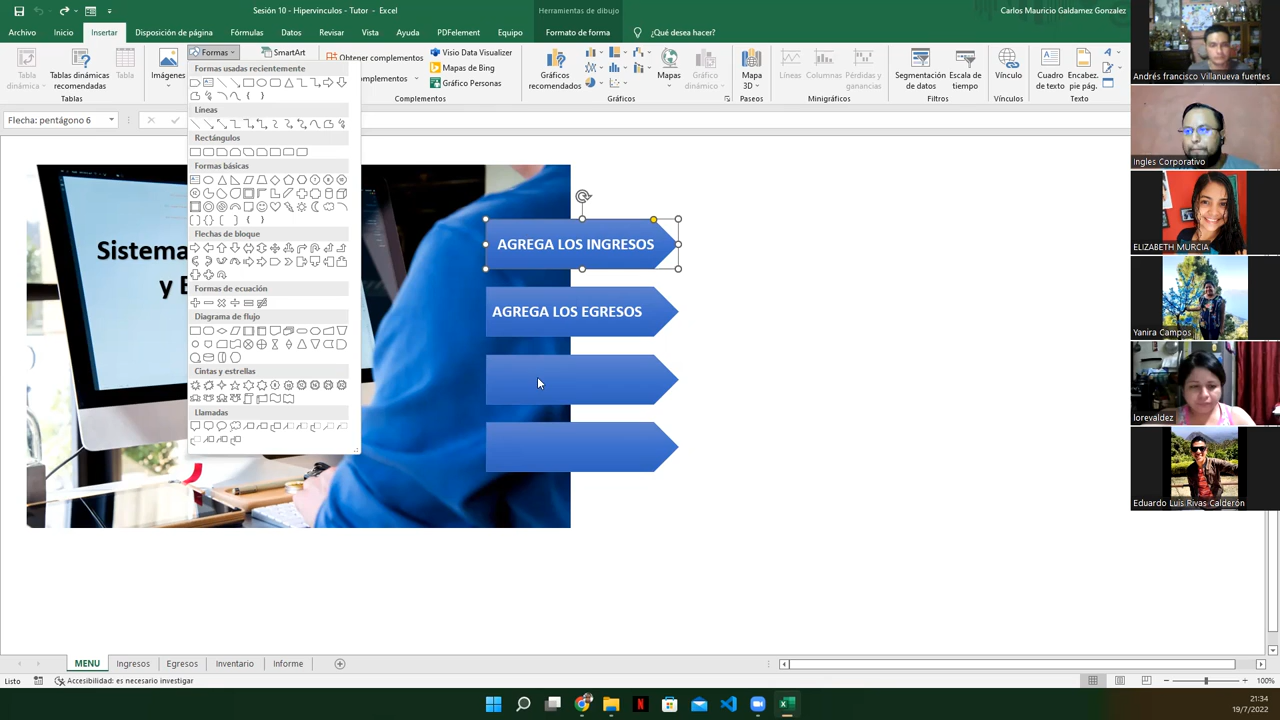 Sesión 10 - Hipervinculos - Tutor - Excel
Herramientas de dibujo
Carlos Mauricio Galdamez Gonzalez
Archivo
Inicio
Insertar
Disposición de página
Fórmulas
Datos
Revisar
Vista
Ayuda
PDFelement
Equipo
Formato de forma
¿Qué desea hacer?
Tabla dinámica
Tablas dinámicas recomendadas
Tabla
Tablas
Imágenes
Formas
SmartArt
Obtener complementos
complementos
Visio Data Visualizer
Mapas de Bing
Gráfico Personas
Complementos
Gráficos recomendados
Mapas
Gráfico dinámico
Gráficos
Mapa 3D
Paseos
Líneas
Columnas
Pérdidas y ganancias
Minigráficos
Segmentación de datos
Escala de tiempo
Filtros
Vínculo
Vínculos
Cuadro de texto
Encabez. pie pág.
Texto
Flecha: pentágono 6
Formas usadas recientemente
Líneas
Rectángulos
Formas básicas
Flechas de bloque
Formas de ecuación
Diagrama de flujo
Cintas y estrellas
Llamadas
Sistema
y E
AGREGA LOS INGRESOS
AGREGA LOS EGRESOS
Andrés francisco Villanueva fuentes
Ingles Corporativo
ELIZABETH MURCIA
Yanira Campos
lorevaldez
Eduardo Luis Rivas Calderón
MENU
Ingresos
Egresos
Inventario
Informe
Listo
Accesibilidad: es necesario investigar
100%
21:34
19/7/2022